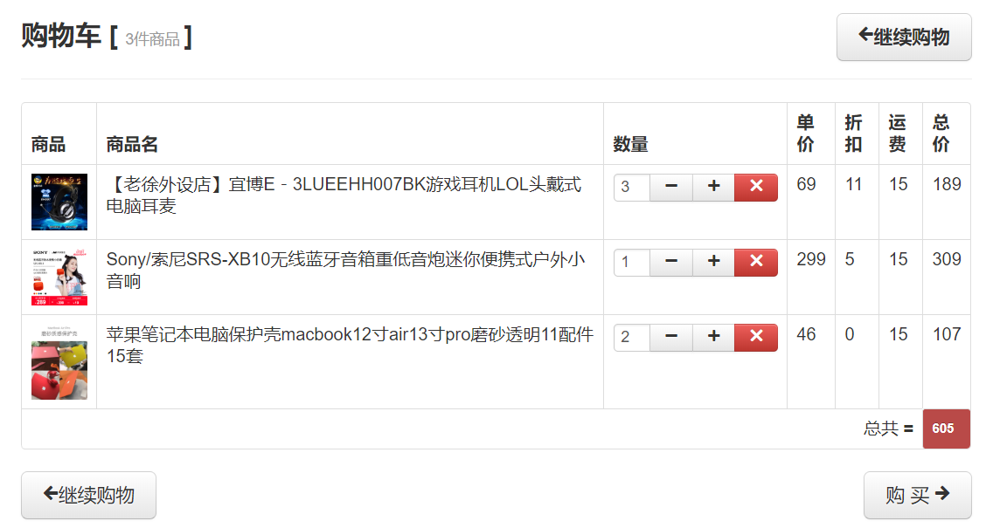 购物车 [ 3件商品 ]
继续购物
商品 商品名 数量 单价 折扣 运费 总价
【老徐外设店】宜博E - 3LUEEHH007BK游戏耳机LOL头戴式
电脑耳麦
3 69 11 15 189
Sony/索尼SRS-XB10无线蓝牙音箱重低音炮迷你便携式户外小
音响
1 299 5 15 309
SONY
289
苹果笔记本电脑保护壳macbook12寸air13寸pro磨砂透明11配件
15套
2 46 0 15 107
磨砂质感保护壳
总共 = 605
继续购物
购 买